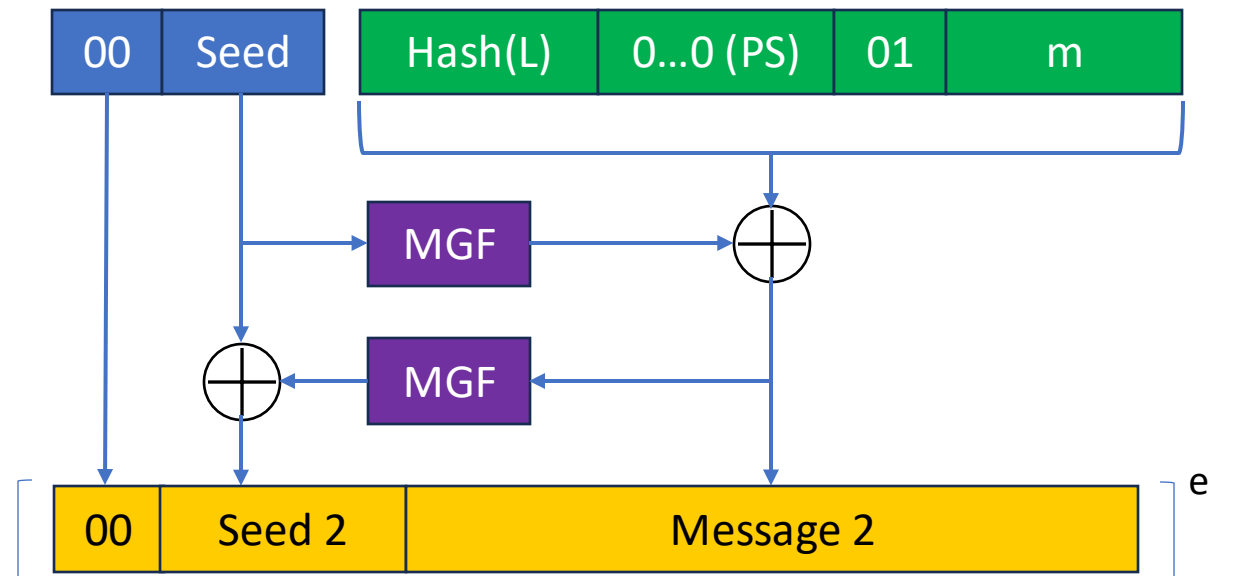 00 Seed Hash(L) 0...0 (PS) 01 m
MGF
MGF
e
00 Seed 2 Message 2